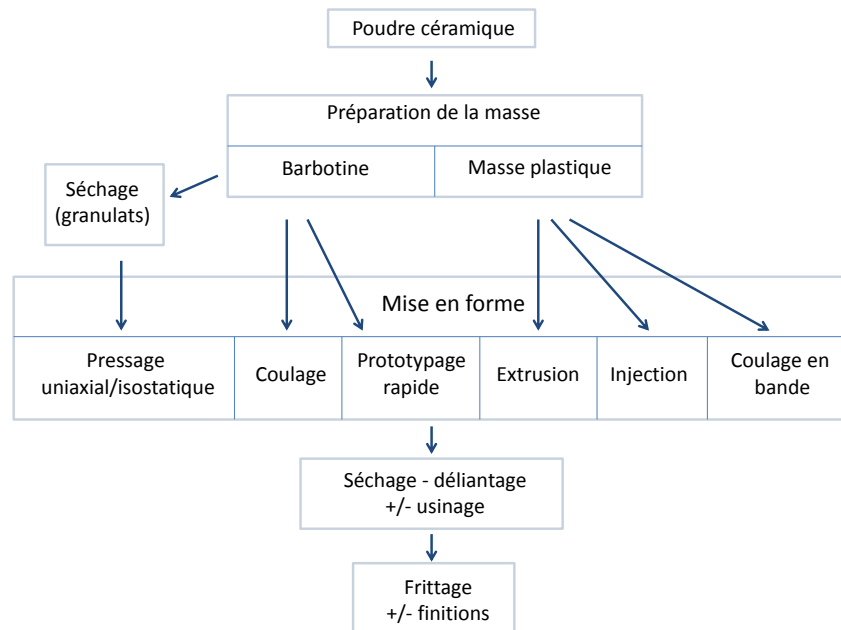 Poudre céramique
Préparation de la masse
Barbotine
Masse plastique
Séchage
(granulats)
Mise en forme
Pressage
uniaxial/isostatique
Coulage
Prototypage
rapide
Extrusion
Injection
Coulage en
bande
Séchage - déliantage
+/- usinage
Frittage
+/- finitions